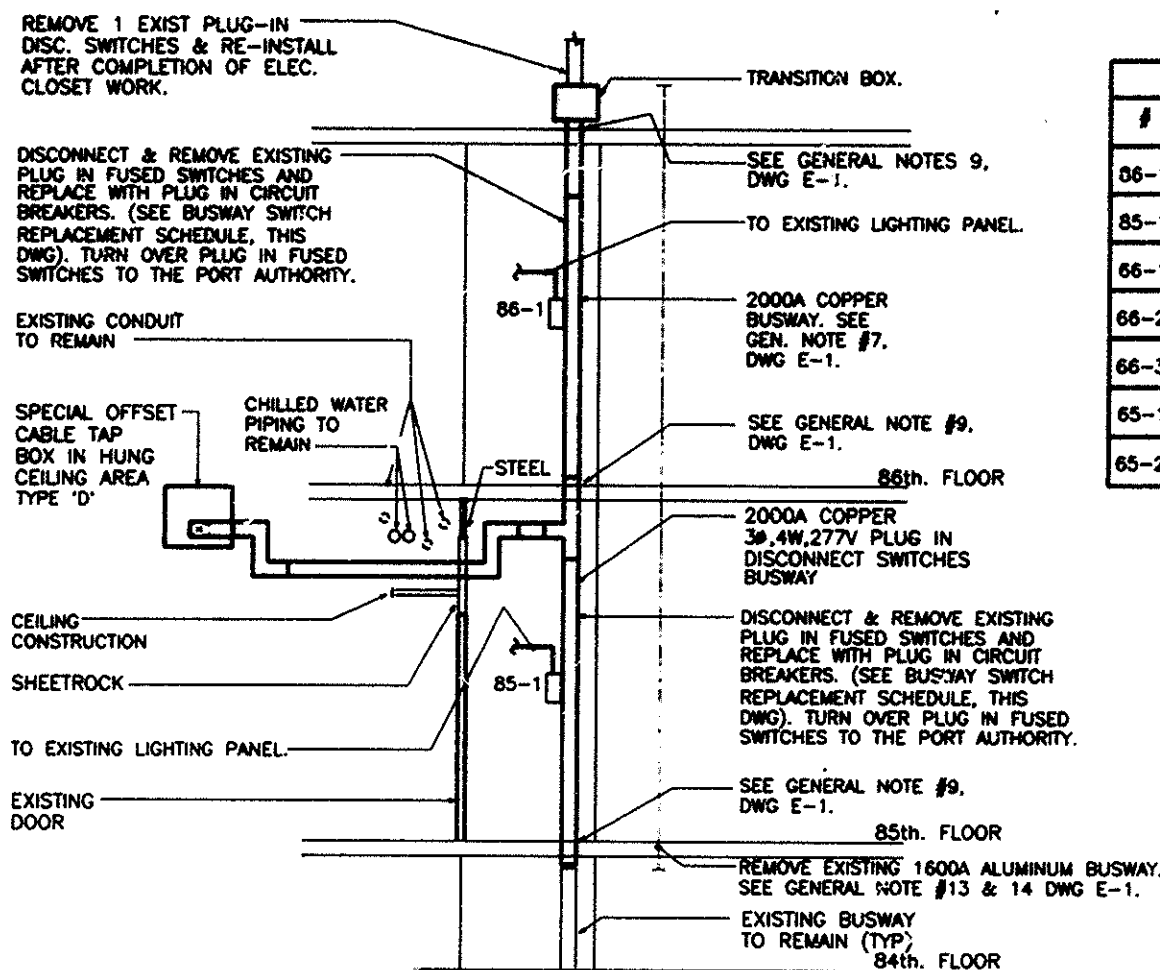 REMOVE 1 EXIST PLUG-IN
DISC. SWITCHES & RE-INSTALL
AFTER COMPLETION OF ELEC.
CLOSET WORK.
DISCONNECT & REMOVE EXISTING
PLUG IN FUSED SWITCHES AND
REPLACE WITH PLUG IN CIRCUIT
BREAKERS. (SEE BUSWAY SWITCH
REPLACEMENT SCHEDULE, THIS
DWG). TURN OVER PLUG IN FUSED
SWITCHES TO THE PORT AUTHORITY.
EXISTING CONDUIT
TO REMAIN
SPECIAL OFFSET
CABLE TAP
BOX IN HUNG
CEILING AREA
TYPE 'D'
CHILLED WATER
PIPING TO
REMAIN
STEEL
86-1
85-1
CEILING
CONSTRUCTION
SHEETROCK
TO EXISTING LIGHTING PANEL.
EXISTING
DOOR
TRANSITION BOX.
SEE GENERAL NOTES 9,
DWG E-1.
TO EXISTING LIGHTING PANEL.
2000A COPPER
BUSWAY. SEE
GEN. NOTE #7,
DWG E-1.
SEE GENERAL NOTE #9,
DWG E-1.
86th. FLOOR
2000A COPPER
3ø,4W,277V PLUG IN
DISCONNECT SWITCHES
BUSWAY
DISCONNECT & REMOVE EXISTING
PLUG IN FUSED SWITCHES AND
REPLACE WITH PLUG IN CIRCUIT
BREAKERS. (SEE BUSWAY SWITCH
REPLACEMENT SCHEDULE, THIS
DWG). TURN OVER PLUG IN FUSED
SWITCHES TO THE PORT AUTHORITY.
SEE GENERAL NOTE #9,
DWG E-1.
85th. FLOOR
REMOVE EXISTING 1600A ALUMINUM BUSWAY.
SEE GENERAL NOTE #13 & 14 DWG E-1.
EXISTING BUSWAY
TO REMAIN (TYP)
84th. FLOOR
#
86-
85-
66-
66-2
66-3
65-
65-2